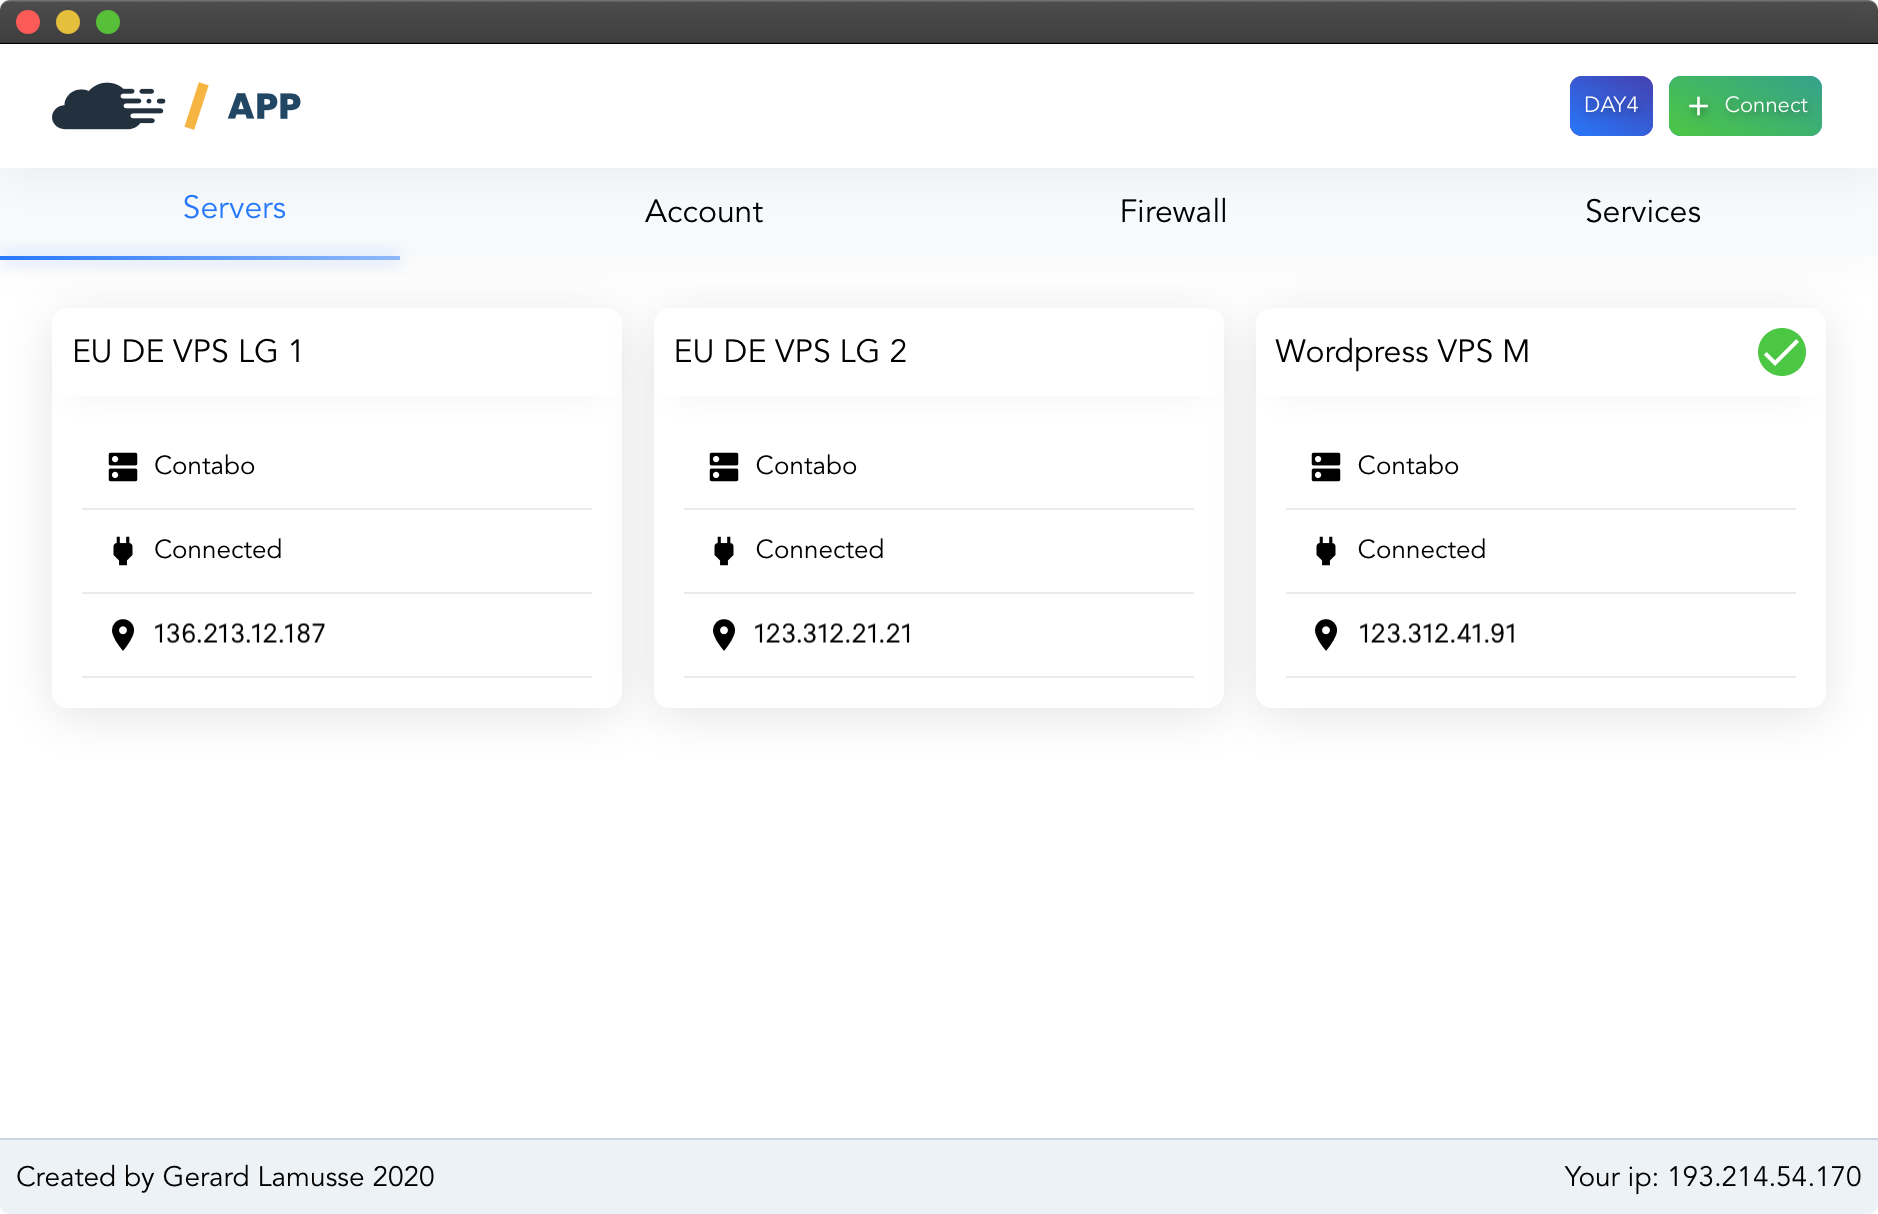 APP
DAY4
+ Connect
Servers
Account
Firewall
Services
EU DE VPS LG 1
Contabo
Connected
136.213.12.187
EU DE VPS LG 2
Contabo
Connected
123.312.21.21
Wordpress VPS M
Contabo
Connected
123.312.41.91
Created by Gerard Lamusse 2020
Your ip: 193.214.54.170